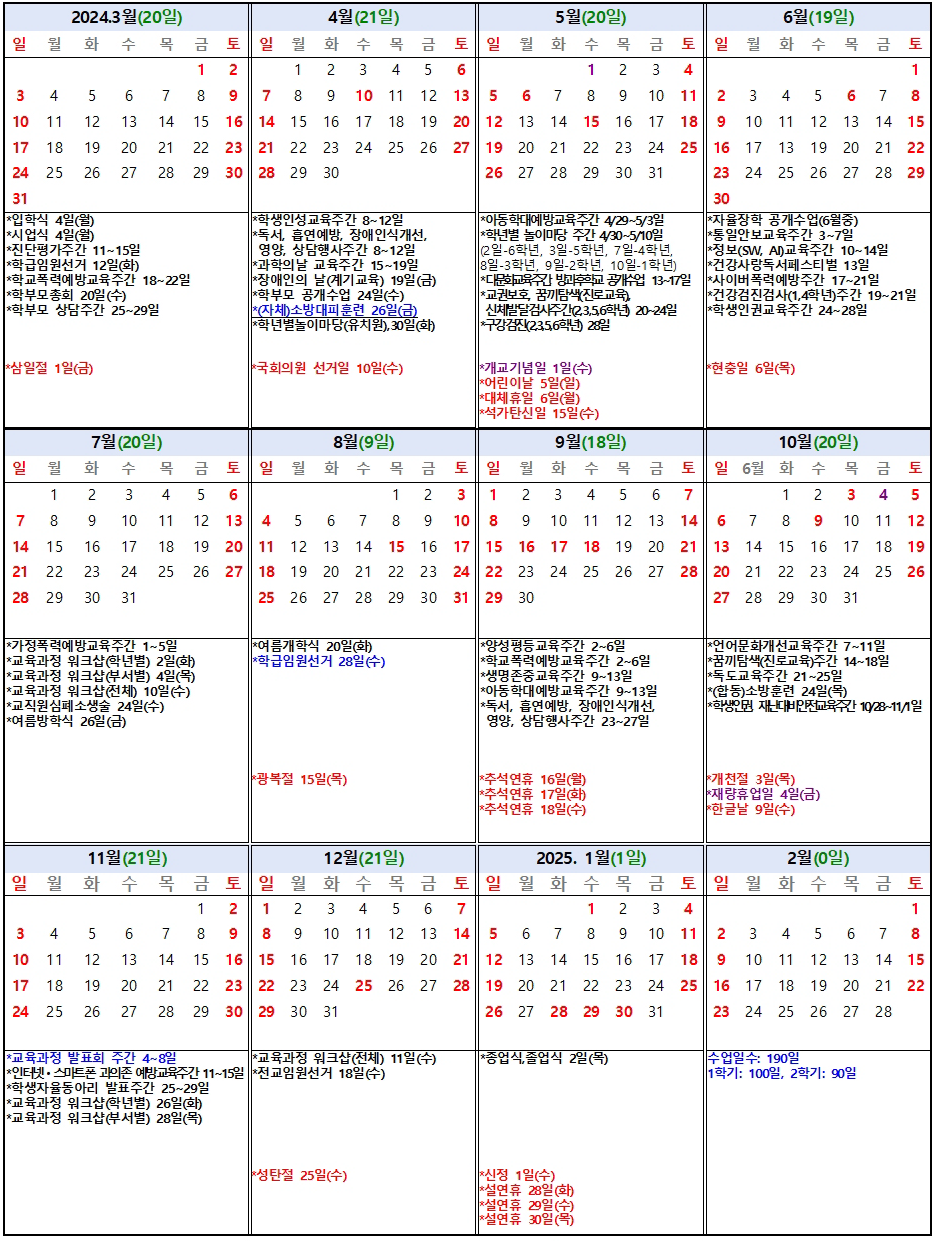 2024.3월(20일)
일 월 화 수 목 금 토
1 2
3 4 5 6 7 8 9
10 11 12 13 14 15 16
17 18 19 20 21 22 23
24 25 26 27 28 29 30
31
*입학식 4일(월)
*시업식 4일(월)
*진단평가주간 11~15일
*학급임원선거 12일(화)
*학교폭력예방교육주간 18~22일
*학부모총회 20일(수)
*학부모 상담주간 25~29일
*삼일절 1일(금)
4월(21일)
일 월 화 수 목 금 토
1 2 3 4 5 6
7 8 9 10 11 12 13
14 15 16 17 18 19 20
21 22 23 24 25 26 27
28 29 30
*학생인성교육주간 8~12일
*독서, 흡연예방, 장애인식개선,
영양, 상담행사주간 8~12일
*과학의날 교육주간 15~19일
*장애인의 날(계기교육) 19일(금)
*학부모 공개수업 24일(수)
*(자체)소방대피훈련 26일(금)
*학년별놀이마당(유치원),30일(화)
*국회의원 선거일 10일(수)
5월(20일)
일 월 화 수 목 금 토
1 2 3 4
5 6 7 8 9 10 11
12 13 14 15 16 17 18
19 20 21 22 23 24 25
26 27 28 29 30 31
*아동학대예방교육주간 4/29~5/3일
*학년별 놀이마당 주간 4/30~5/10일
(2일-6학년, 3일-5학년, 7일-4학년,
8일-3학년, 9일-2학년, 10일-1학년)
*다문화교육주간 방과후학교 공개수업 13~17일
*교권보호, 꿈끼탐색(진로교육),
신체발달검사주간(2,3,5,6학년) 20~24일
*구강검진(2,3,5,6학년) 28일
*개교기념일 1일(수)
*어린이날 5일(일)
*대체휴일 6일(월)
*석가탄신일 15일(수)
6월(19일)
일 월 화 수 목 금 토
1
2 3 4 5 6 7 8
9 10 11 12 13 14 15
16 17 18 19 20 21 22
23 24 25 26 27 28 29
30
*자율장학 공개수업(6월중)
*통일안보교육주간 3~7일
*정보(SW, AI)교육주간 10~14일
*건강사랑독서페스티벌 13일
*사이버폭력예방주간 17~21일
*건강검진검사(1,4학년)주간 19~21일
*학생인권교육주간 24~28일
*현충일 6일(목)
7월(20일)
일 월 화 수 목 금 토
1 2 3 4 5 6
7 8 9 10 11 12 13
14 15 16 17 18 19 20
21 22 23 24 25 26 27
28 29 30 31
*가정폭력예방교육주간 1~5일
*교육과정 워크샵(학년별) 2일(화)
*교육과정 워크샵(부서별) 4일(목)
*교육과정 워크샵(전체) 10일(수)
*교직원심폐소생술 24일(수)
*여름방학식 26일(금)
8월(9일)
일 월 화 수 목 금 토
1 2 3
4 5 6 7 8 9 10
11 12 13 14 15 16 17
18 19 20 21 22 23 24
25 26 27 28 29 30 31
*여름개학식 20일(화)
*학급임원선거 28일(수)
*광복절 15일(목)
9월(18일)
일 월 화 수 목 금 토
1 2 3 4 5 6 7
8 9 10 11 12 13 14
15 16 17 18 19 20 21
22 23 24 25 26 27 28
29 30
*양성평등교육주간 2~6일
*학교폭력예방교육주간 2~6일
*생명존중교육주간 9~13일
*아동학대예방교육주간 9~13일
*독서, 흡연예방, 장애인식개선,
영양, 상담행사주간 23~27일
*추석연휴 16일(월)
*추석연휴 17일(화)
*추석연휴 18일(수)
10월(20일)
일 6월 화 수 목 금 토
1 2 3 4 5
6 7 8 9 10 11 12
13 14 15 16 17 18 19
20 21 22 23 24 25 26
27 28 29 30 31
*언어문화개선교육주간 7~11일
*꿈끼탐색(진로교육)주간 14~18일
*독도교육주간 21~25일
*(합동)소방훈련 24일(목)
*학생인권 재난대비안전교육주간 10/28~11/1일
*개천절 3일(목)
*재량휴업일 4일(금)
*한글날 9일(수)
11월(21일)
일 월 화 수 목 금 토
1 2
3 4 5 6 7 8 9
10 11 12 13 14 15 16
17 18 19 20 21 22 23
24 25 26 27 28 29 30
*교육과정 발표회 주간 4~8일
*인터넷·스마트폰 과의존 예방교육주간 11~15일
*학생자율동아리 발표주간 25~29일
*교육과정 워크샵(학년별) 26일(화)
*교육과정 워크샵(부서별) 28일(목)
12월(21일)
일 월 화 수 목 금 토
1 2 3 4 5 6 7
8 9 10 11 12 13 14
15 16 17 18 19 20 21
22 23 24 25 26 27 28
29 30 31
*교육과정 워크샵(전체) 11일(수)
*전교임원선거 18일(수)
*성탄절 25일(수)
2025. 1월(1일)
일 월 화 수 목 금 토
1 2 3 4
5 6 7 8 9 10 11
12 13 14 15 16 17 18
19 20 21 22 23 24 25
26 27 28 29 30 31
*종업식,졸업식 2일(목)
*신정 1일(수)
*설연휴 28일(화)
*설연휴 29일(수)
*설연휴 30일(목)
2월(0일)
일 월 화 수 목 금 토
1
2 3 4 5 6 7 8
9 10 11 12 13 14 15
16 17 18 19 20 21 22
23 24 25 26 27 28
수업일수: 190일
1학기: 100일, 2학기: 90일